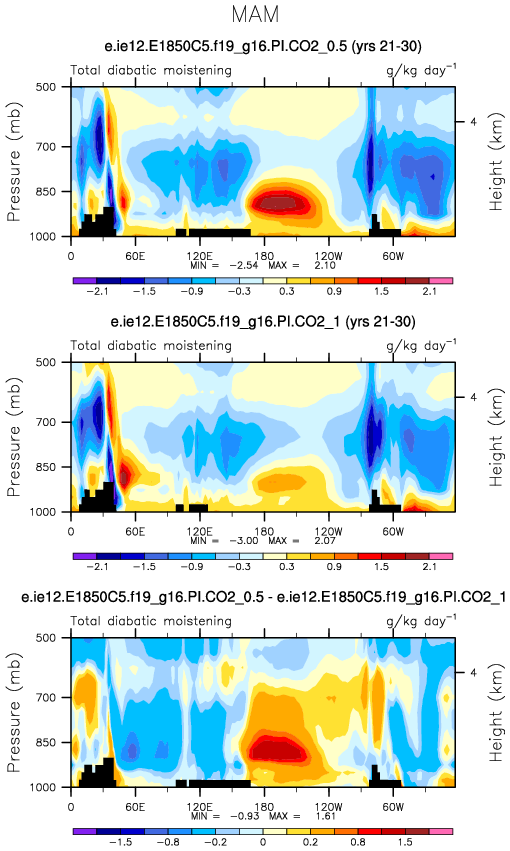 MAM
e.ie12.E1850C5.f19_g16.PI.CO2_0.5 (yrs 21-30)
Total diabatic moistening g/kg day⁻¹
500
700
850
1000
Pressure (mb)
4
Height (km)
0 60E 120E 180 120W 60W
MIN = −2.54 MAX = 2.10
−2.1 −1.5 −0.9 −0.3 0.3 0.9 1.5 2.1
e.ie12.E1850C5.f19_g16.PI.CO2_1 (yrs 21-30)
Total diabatic moistening g/kg day⁻¹
500
700
850
1000
Pressure (mb)
4
Height (km)
0 60E 120E 180 120W 60W
MIN = −3.00 MAX = 2.07
−2.1 −1.5 −0.9 −0.3 0.3 0.9 1.5 2.1
e.ie12.E1850C5.f19_g16.PI.CO2_0.5 - e.ie12.E1850C5.f19_g16.PI.CO2_1
Total diabatic moistening g/kg day⁻¹
500
700
850
1000
Pressure (mb)
4
Height (km)
0 60E 120E 180 120W 60W
MIN = −0.93 MAX = 1.61
−1.5 −0.8 −0.2 0 0.2 0.8 1.5